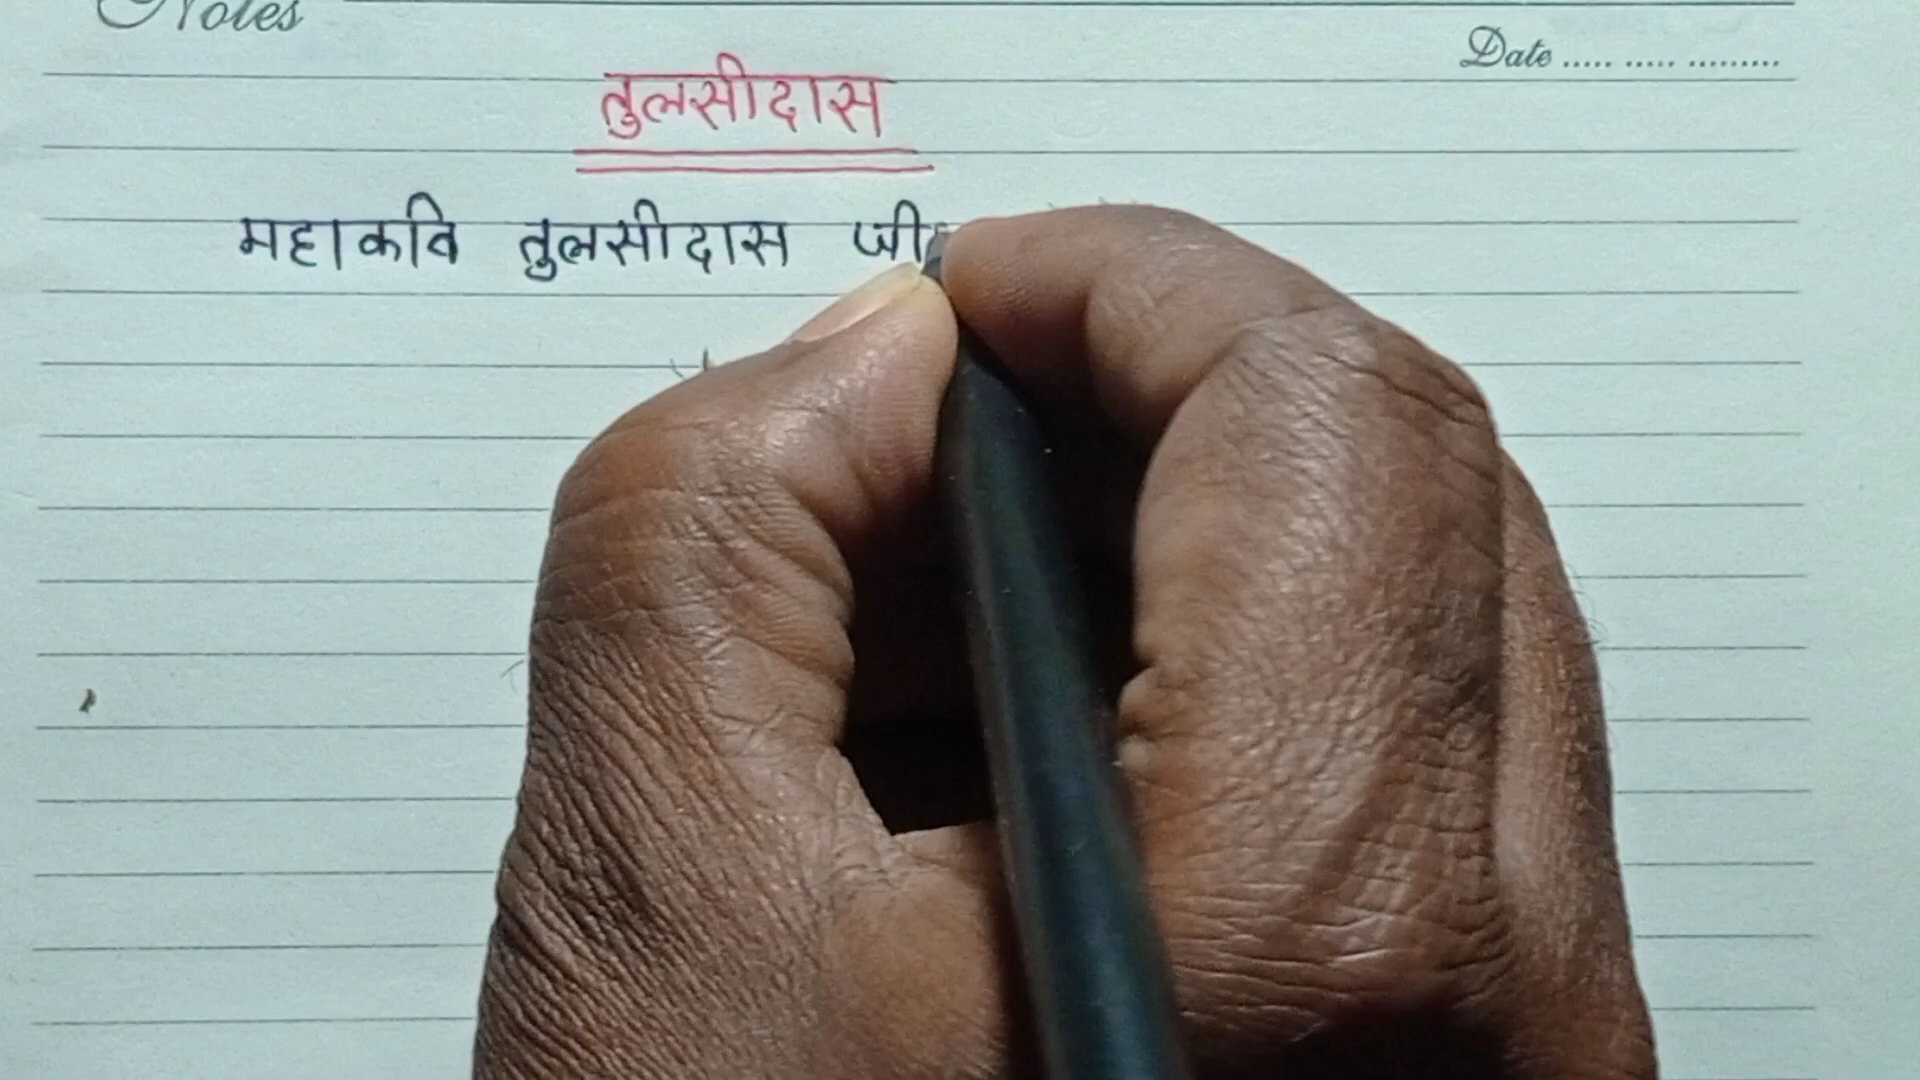 Notes
Date ..... ..... .........
तुलसीदास
महाकवि तुलसीदास जी